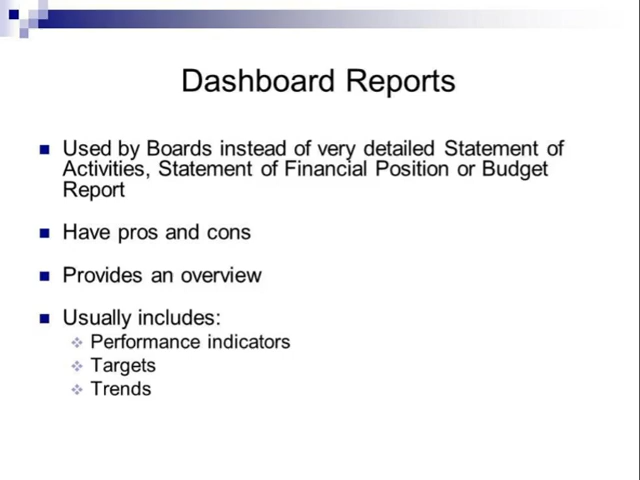 Dashboard Reports
Used by Boards instead of very detailed Statement of
Activities, Statement of Financial Position or Budget
Report
Have pros and cons
Provides an overview
Usually includes:
Performance indicators
Targets
Trends